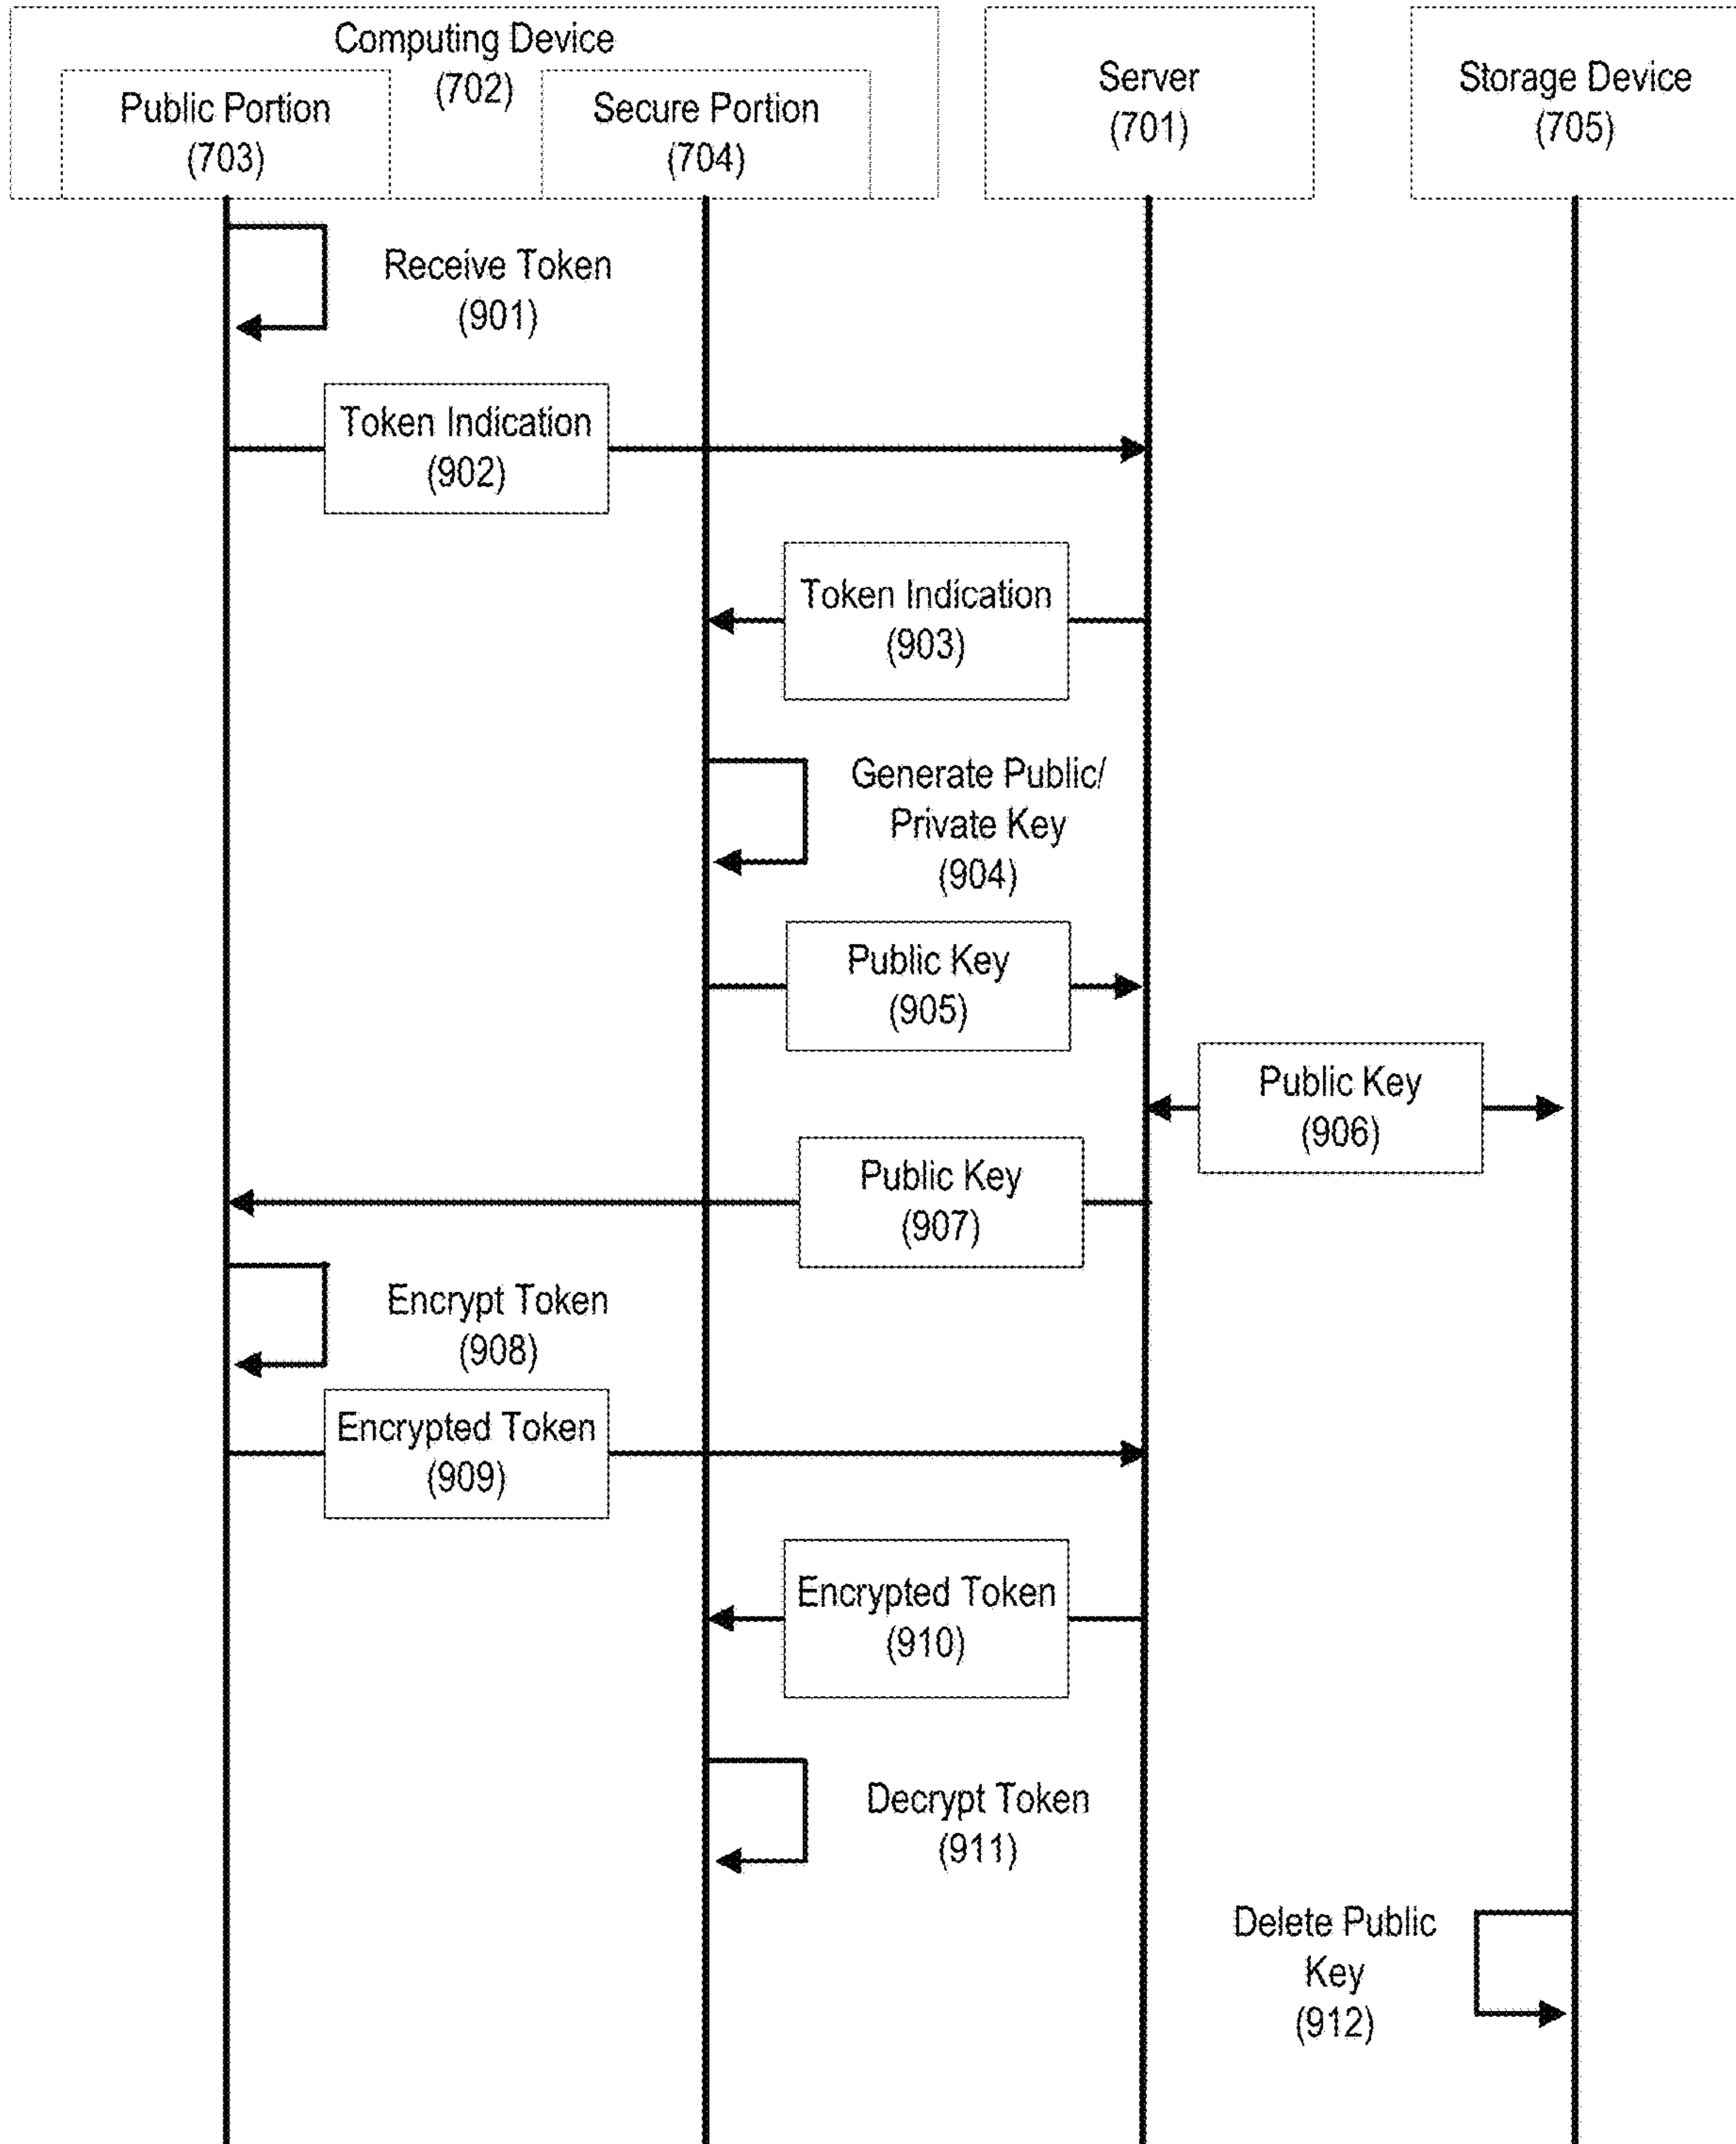 Computing Device
(702)
Public Portion
(703)
Secure Portion
(704)
Server
(701)
Storage Device
(705)
Receive Token
(901)
Token Indication
(902)
Token Indication
(903)
Generate Public/
Private Key
(904)
Public Key
(905)
Public Key
(906)
Public Key
(907)
Encrypt Token
(908)
Encrypted Token
(909)
Encrypted Token
(910)
Decrypt Token
(911)
Delete Public
Key
(912)